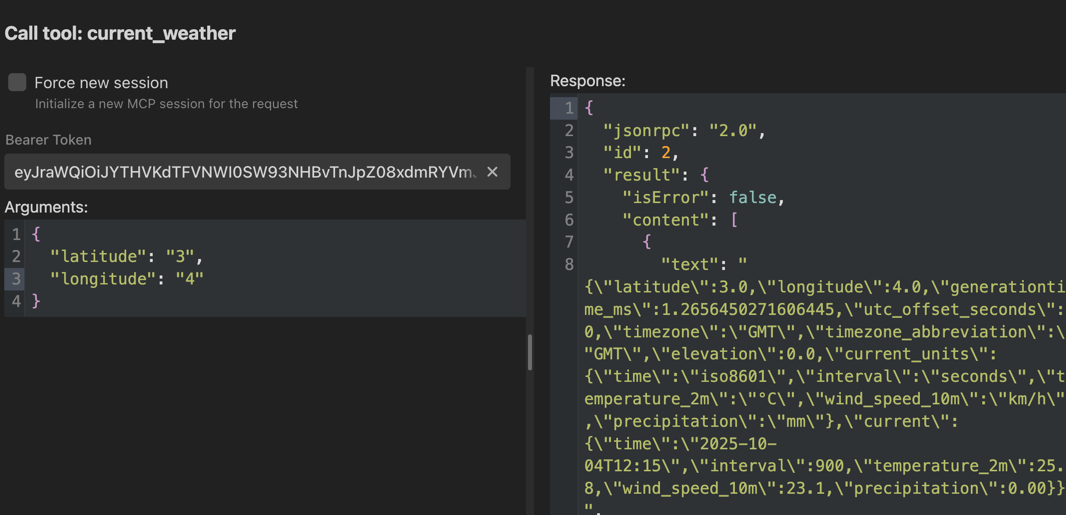 Call tool: current_weather
Force new session
Initialize a new MCP session for the request
Bearer Token
eyJraWQiOiJYTHVKdTFVNWI0SW93NHBvTnJpZ08xdmRYVm
Arguments:
1 {
2 "latitude": "3",
3 "longitude": "4"
4 }
Response:
1 {
2 "jsonrpc": "2.0",
3 "id": 2,
4 "result": {
5 "isError": false,
6 "content": [
7 {
8 "text": "
{\"latitude\":3.0,\"longitude\":4.0,\"generationti
me_ms\":1.2656450271606445,\"utc_offset_seconds\":
0,\"timezone\":\"GMT\",\"timezone_abbreviation\":\
"GMT\",\"elevation\":0.0,\"current_units\":
{\"time\":\"iso8601\",\"interval\":\"seconds\",\"t
emperature_2m\":\"°C\",\"wind_speed_10m\":\"km/h\"
,\"precipitation\":\"mm\"},\"current\":
{\"time\":\"2025-10-
04T12:15\",\"interval\":900,\"temperature_2m\":25.
8,\"wind_speed_10m\":23.1,\"precipitation\":0.00}}
",